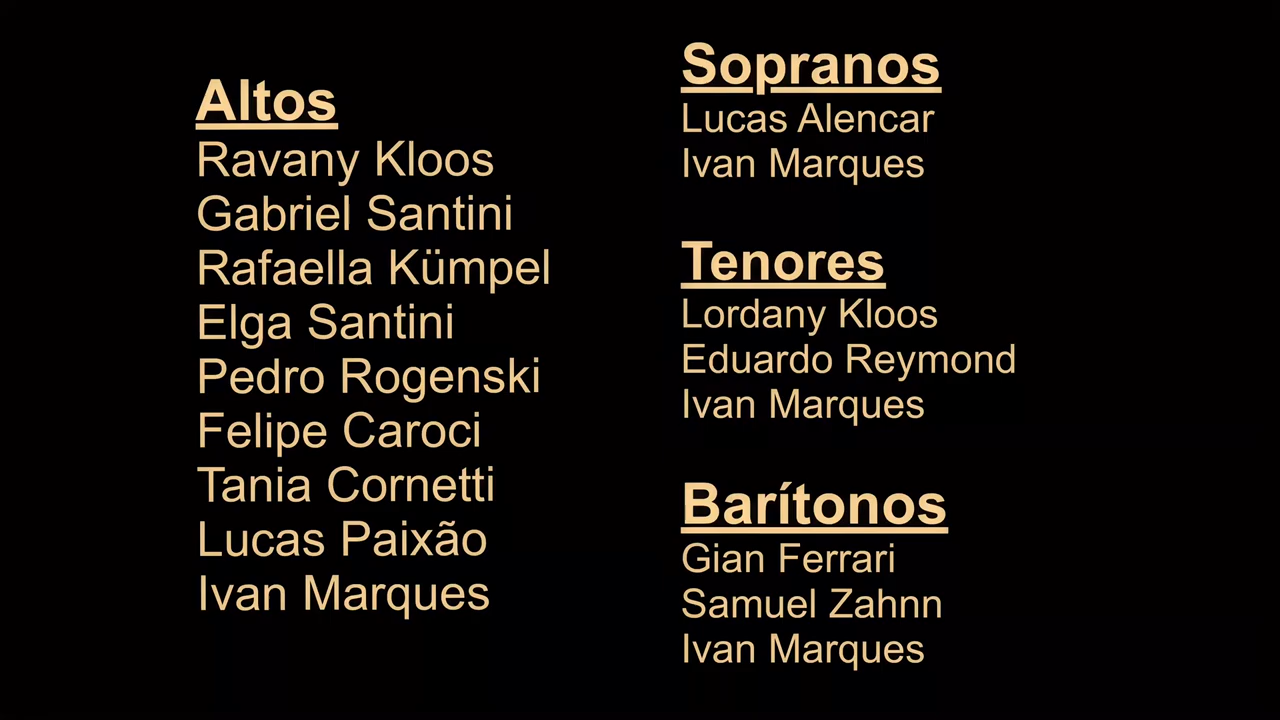 Altos
Ravany Kloos
Gabriel Santini
Rafaella Kümpel
Elga Santini
Pedro Rogenski
Felipe Caroci
Tania Cornetti
Lucas Paixão
Ivan Marques
Sopranos
Lucas Alencar
Ivan Marques
Tenores
Lordany Kloos
Eduardo Reymond
Ivan Marques
Barítonos
Gian Ferrari
Samuel Zahnn
Ivan Marques